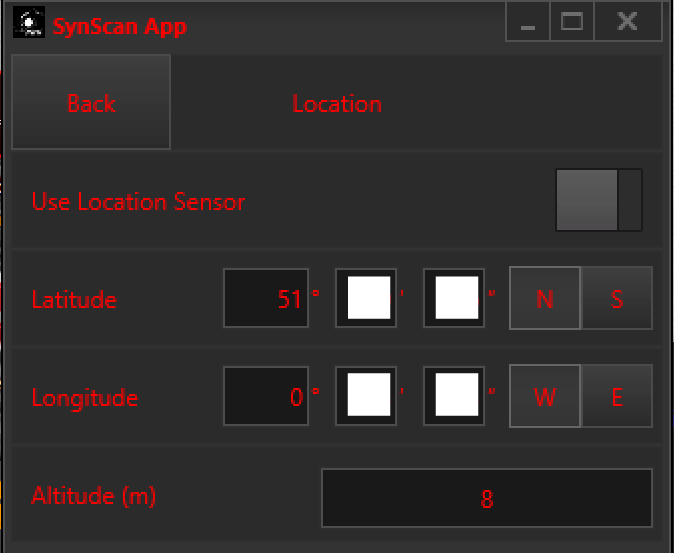 SynScan App
Back Location
Use Location Sensor
Latitude 51 ° ' " N S
Longitude 0 ° ' " W E
Altitude (m) 8